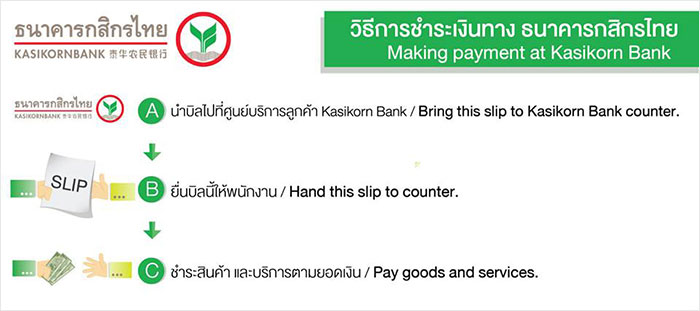 ธนาคารกสิกรไทย
KASIKORNBANK 泰华农民银行
วิธีการชำระเงินทาง ธนาคารกสิกรไทย
Making payment at Kasikorn Bank
ธนาคารกสิกรไทย
KASIKORNBANK 泰华农民银行
A นำบิลไปที่ศูนย์บริการลูกค้า Kasikorn Bank / Bring this slip to Kasikorn Bank counter.
SLIP
B ยื่นบิลนี้ให้พนักงาน / Hand this slip to counter.
C ชำระสินค้า และบริการตามยอดเงิน / Pay goods and services.